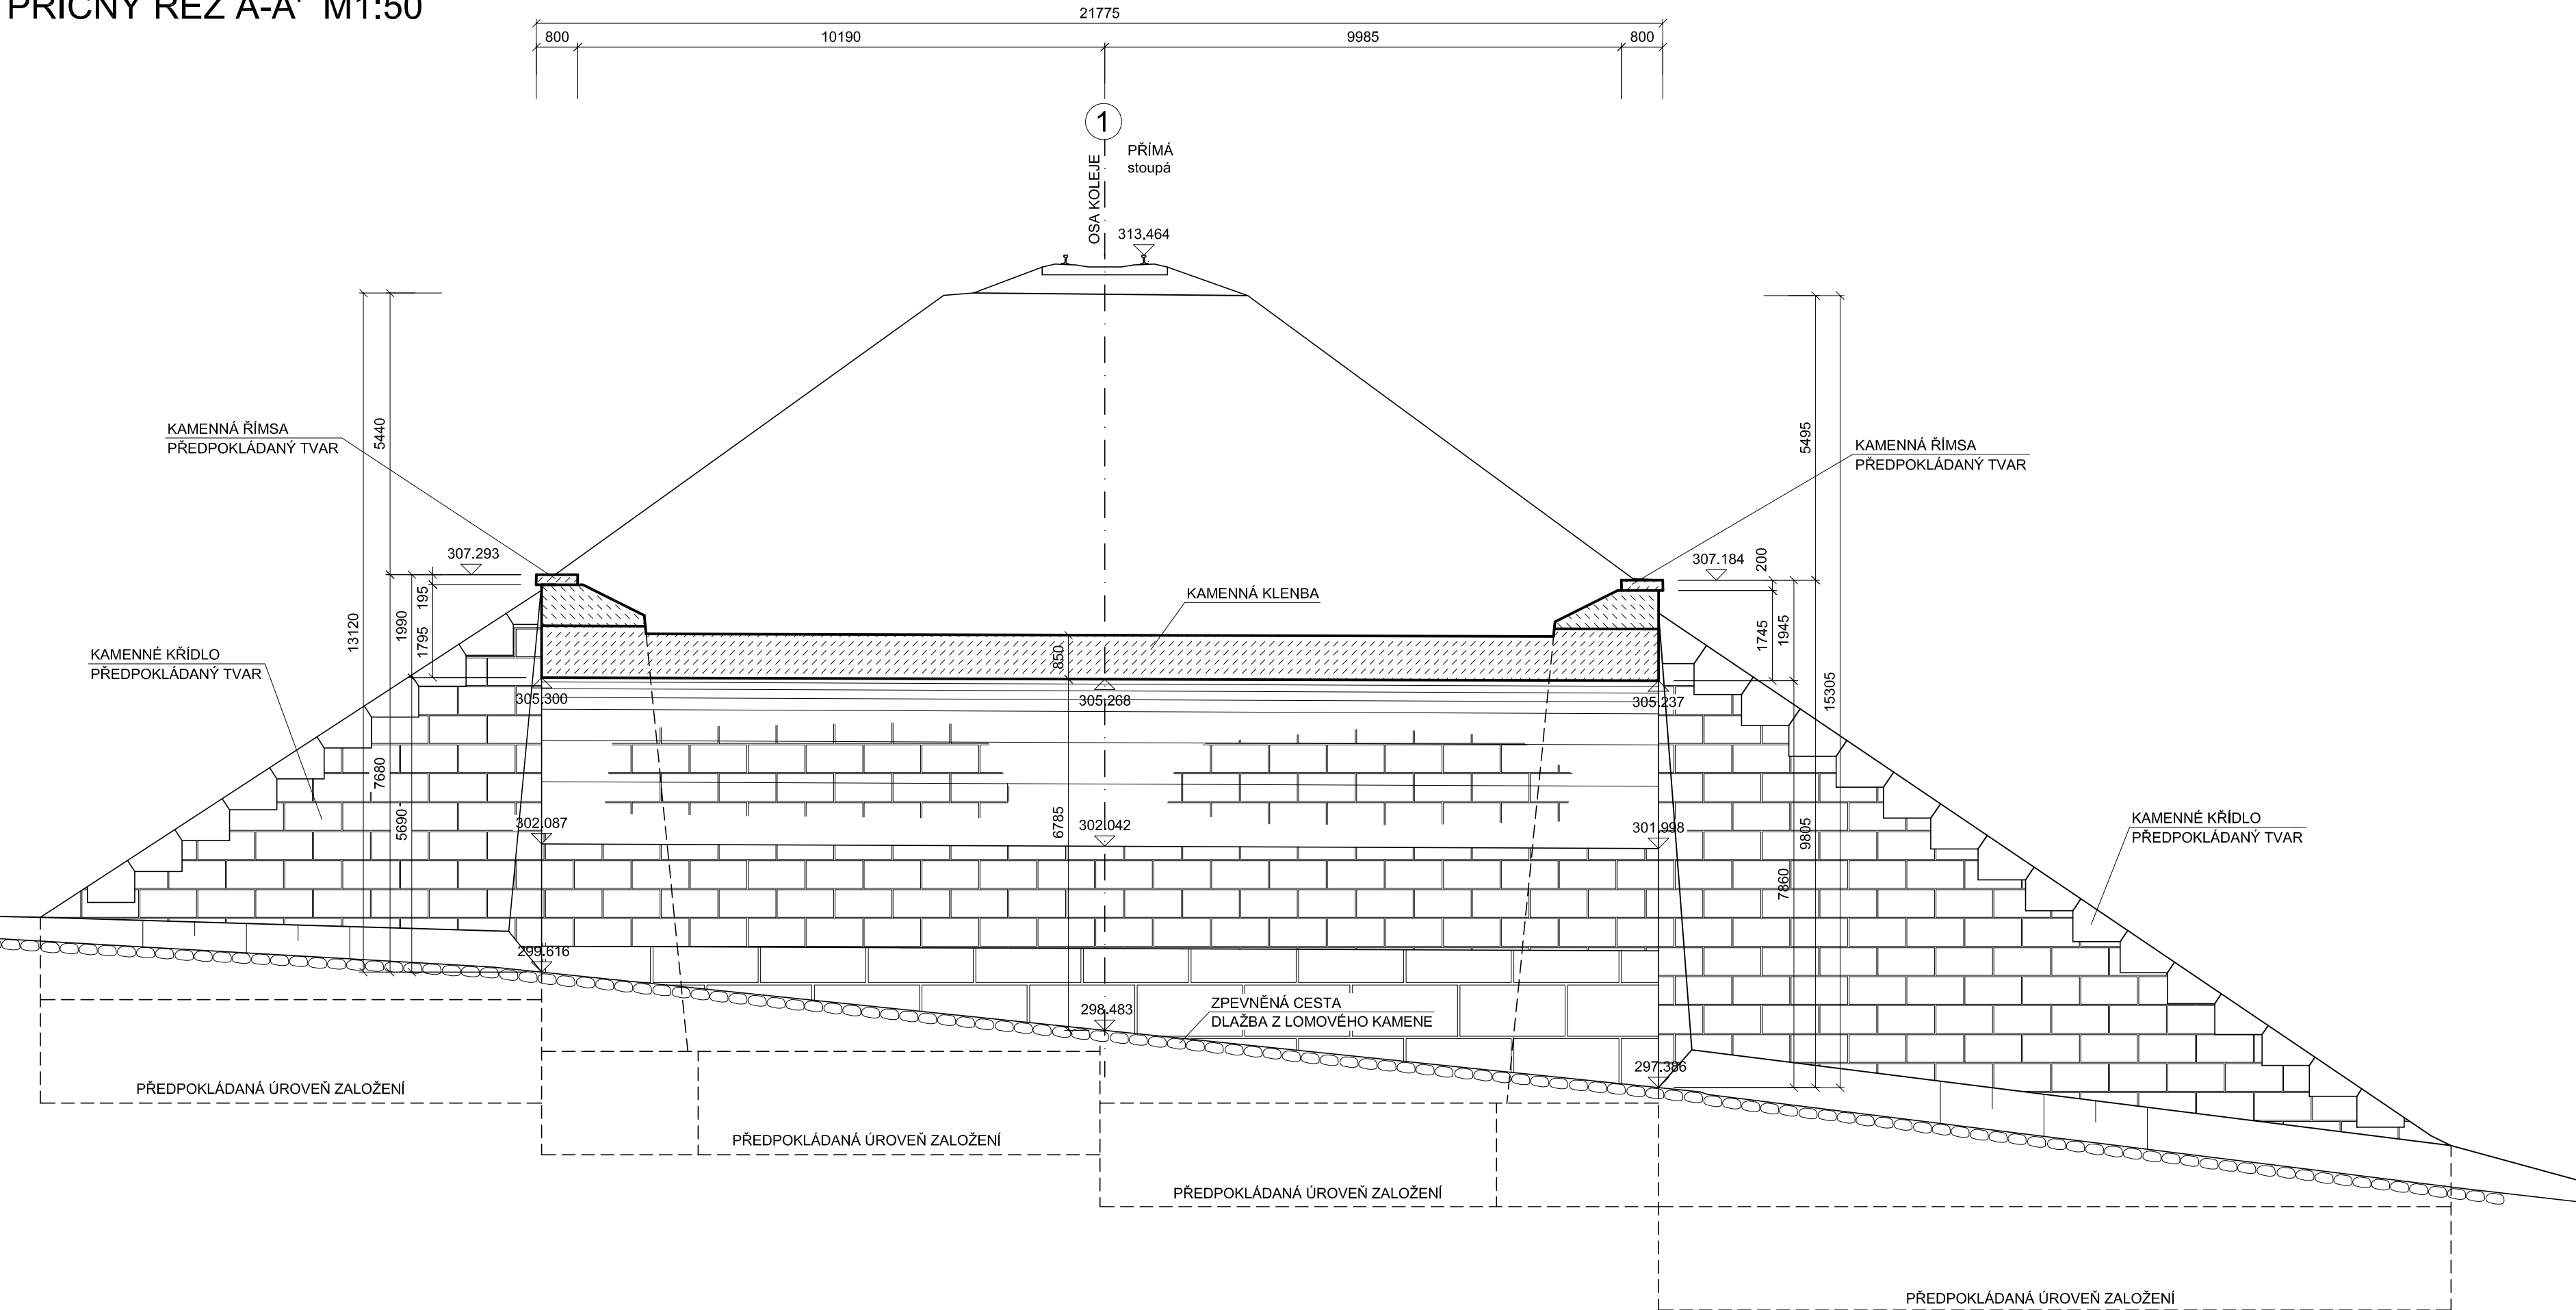 PŘÍČNÝ ŘEZ A-A' M1:50
21775
800
10190
9985
800
1
OSA KOLEJE
PŘÍMÁ
stoupá
313.464
KAMENNÁ ŘÍMSA
PŘEDPOKLÁDANÝ TVAR
5440
5495
KAMENNÁ ŘÍMSA
PŘEDPOKLÁDANÝ TVAR
307.293
307.184
200
195
13120
1990
1795
KAMENNÁ KLENBA
850
1745
1945
15305
KAMENNÉ KŘÍDLO
PŘEDPOKLÁDANÝ TVAR
305.300
305.268
305.237
7680
5690
302.087
6785
302.042
301.998
9805
7860
KAMENNÉ KŘÍDLO
PŘEDPOKLÁDANÝ TVAR
299.616
298.483
ZPEVNĚNÁ CESTA
DLAŽBA Z LOMOVÉHO KAMENE
297.386
PŘEDPOKLÁDANÁ ÚROVEŇ ZALOŽENÍ
PŘEDPOKLÁDANÁ ÚROVEŇ ZALOŽENÍ
PŘEDPOKLÁDANÁ ÚROVEŇ ZALOŽENÍ
PŘEDPOKLÁDANÁ ÚROVEŇ ZALOŽENÍ